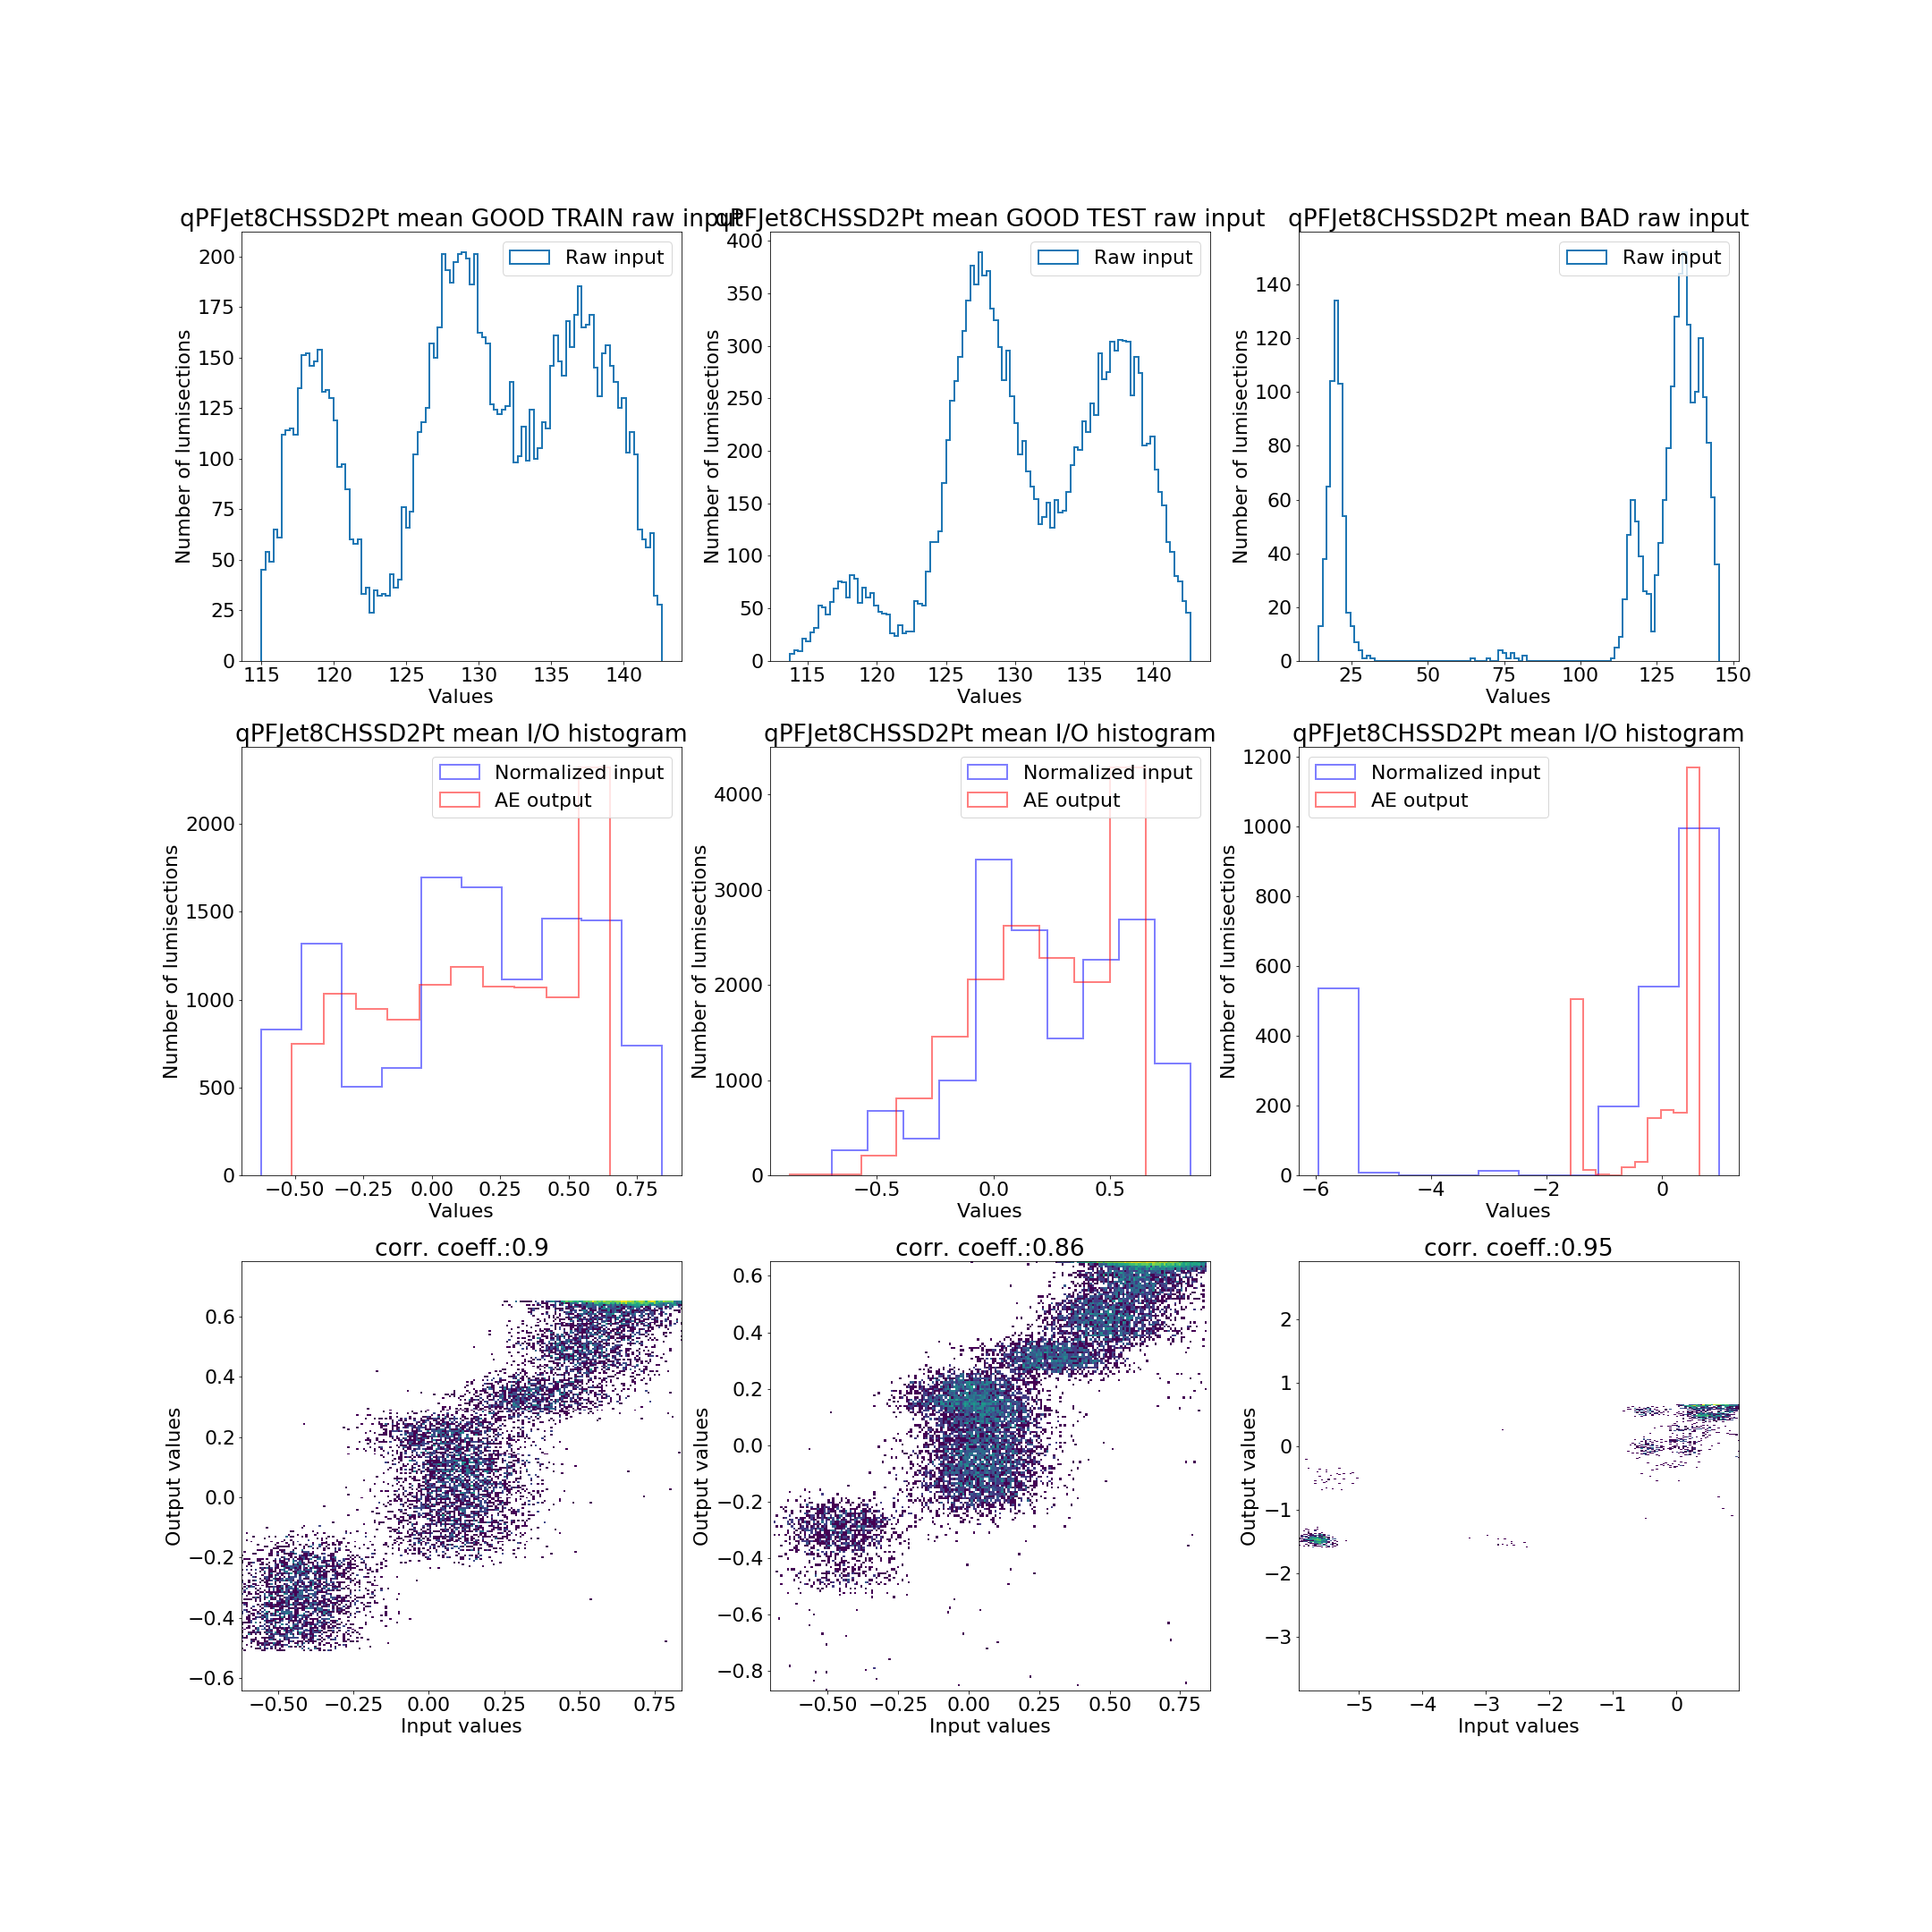 qPFJet8CHSSD2Pt mean GOOD TRAIN raw input
Raw input
Number of lumisections
200
175
150
125
100
75
50
25
0
115 120 125 130 135 140
Values
qPFJet8CHSSD2Pt mean GOOD TEST raw input
Raw input
Number of lumisections
400
350
300
250
200
150
100
50
0
115 120 125 130 135 140
Values
qPFJet8CHSSD2Pt mean BAD raw input
Raw input
Number of lumisections
140
120
100
80
60
40
20
0
25 50 75 100 125 150
Values
qPFJet8CHSSD2Pt mean I/O histogram
Normalized input
AE output
Number of lumisections
2000
1500
1000
500
0
−0.50 −0.25 0.00 0.25 0.50 0.75
Values
qPFJet8CHSSD2Pt mean I/O histogram
Normalized input
AE output
Number of lumisections
4000
3000
2000
1000
0
−0.5 0.0 0.5
Values
qPFJet8CHSSD2Pt mean I/O histogram
Normalized input
AE output
Number of lumisections
1200
1000
800
600
400
200
0
−6 −4 −2 0
Values
corr. coeff.:0.9
Output values
0.6
0.4
0.2
0.0
−0.2
−0.4
−0.6
−0.50 −0.25 0.00 0.25 0.50 0.75
Input values
corr. coeff.:0.86
Output values
0.6
0.4
0.2
0.0
−0.2
−0.4
−0.6
−0.8
−0.50 −0.25 0.00 0.25 0.50 0.75
Input values
corr. coeff.:0.95
Output values
2
1
0
−1
−2
−3
−5 −4 −3 −2 −1 0
Input values